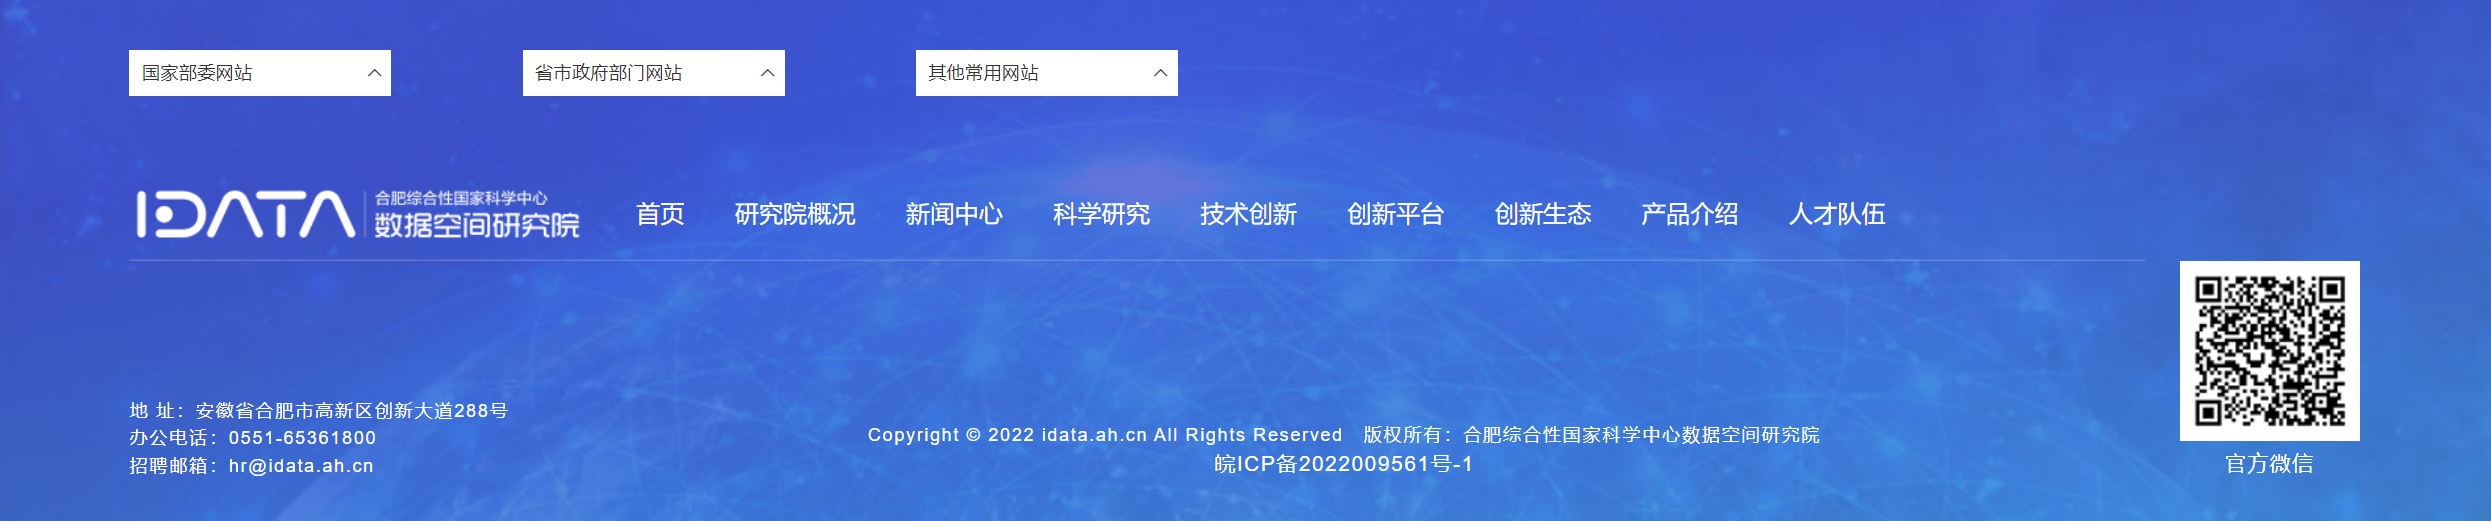 国家部委网站
省市政府部门网站
其他常用网站
IDATA
合肥综合性国家科学中心
数据空间研究院
首页
研究院概况
新闻中心
科学研究
技术创新
创新平台
创新生态
产品介绍
人才队伍
地 址：安徽省合肥市高新区创新大道288号
办公电话：0551-65361800
招聘邮箱：hr@idata.ah.cn
Copyright © 2022 idata.ah.cn All Rights Reserved 版权所有：合肥综合性国家科学中心数据空间研究院
皖ICP备2022009561号-1
官方微信